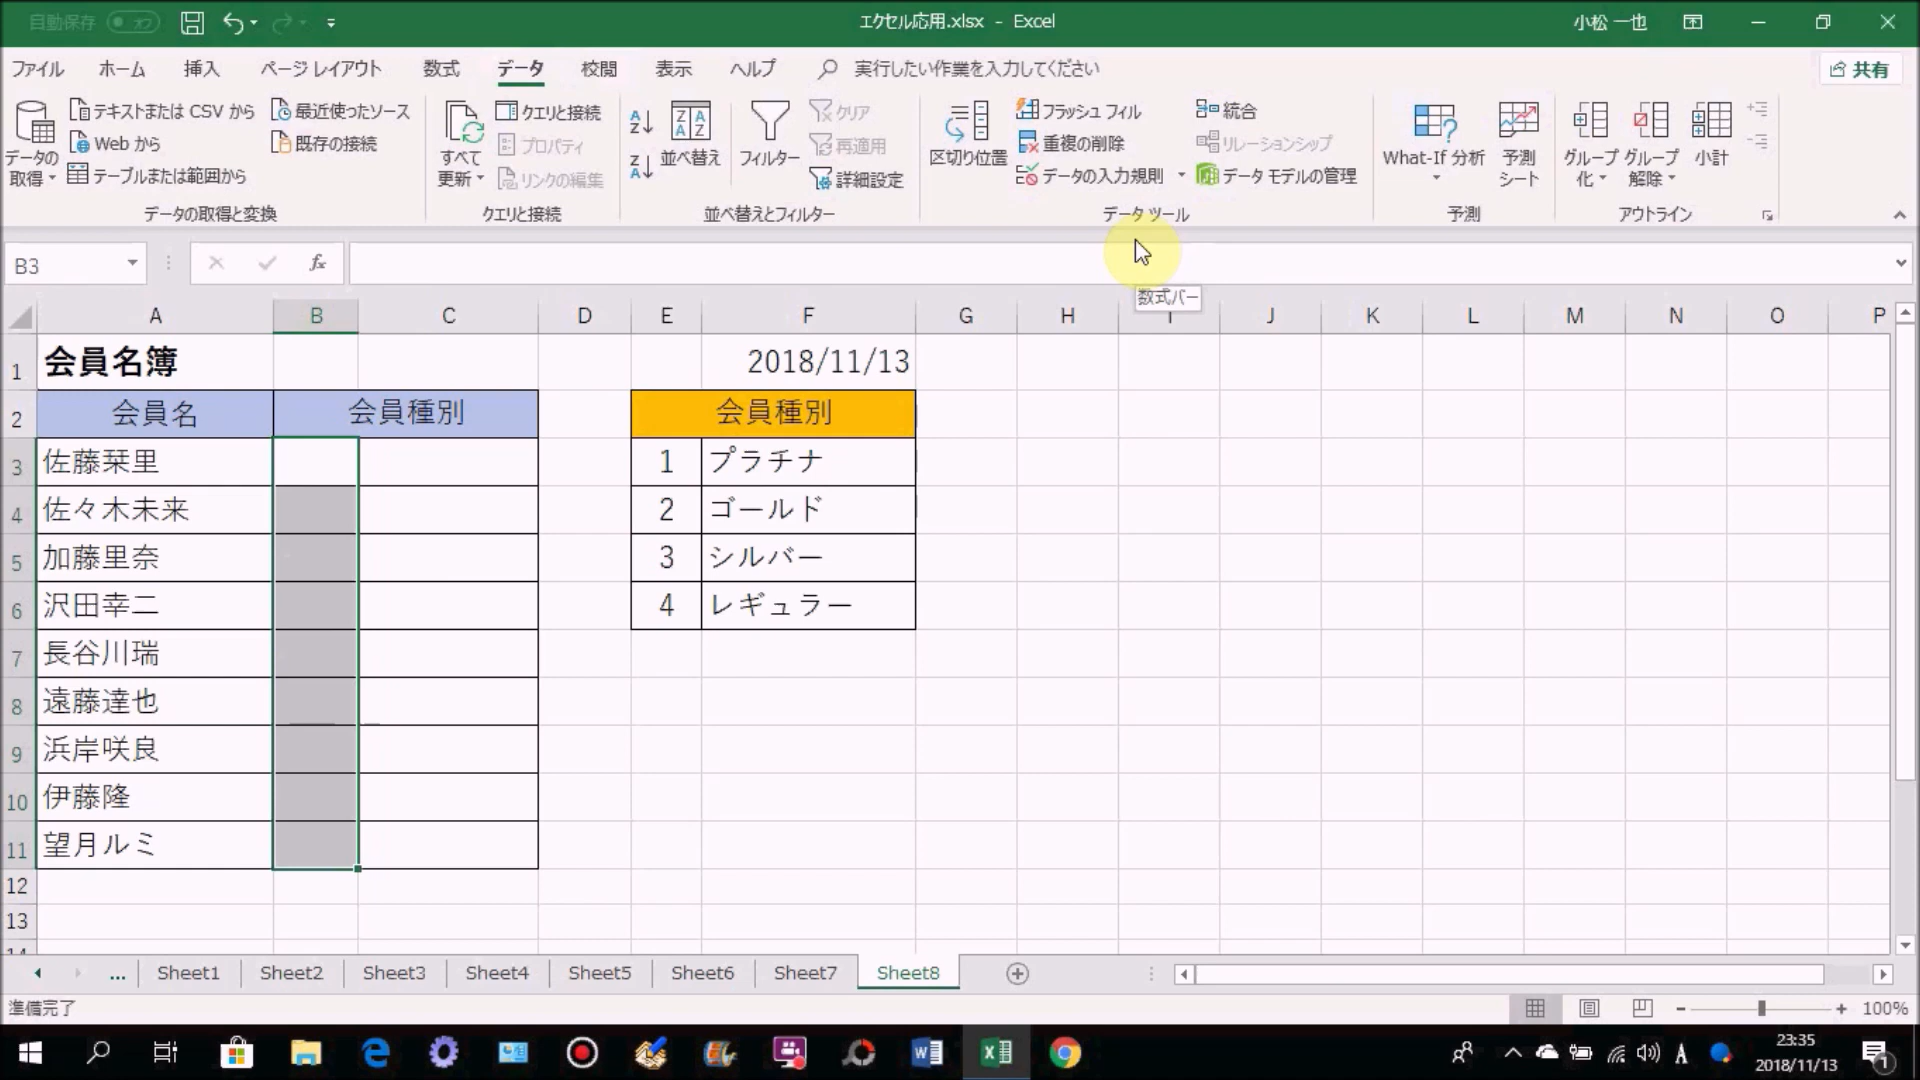 自動保存 オフ
エクセル応用.xlsx - Excel
小松 一也
ファイル ホーム 挿入 ページ レイアウト 数式 データ 校閲 表示 ヘルプ 実行したい作業を入力してください 共有
データの取得
テキストまたは CSV から
Web から
テーブルまたは範囲から
最近使ったソース
既存の接続
データの取得と変換
すべて更新
クエリと接続
プロパティ
リンクの編集
クエリと接続
並べ替え
フィルター
クリア
再適用
詳細設定
並べ替えとフィルター
区切り位置
フラッシュ フィル
重複の削除
データの入力規則
統合
リレーションシップ
データ モデルの管理
データ ツール
What-If 分析
予測シート
予測
グループ化
グループ解除
小計
アウトライン
B3
fx
数式バー
A B C D E F G H I J K L M N O P
1 会員名簿 2018/11/13
2 会員名 会員種別 会員種別
3 佐藤栞里 1 プラチナ
4 佐々木未来 2 ゴールド
5 加藤里奈 3 シルバー
6 沢田幸二 4 レギュラー
7 長谷川瑞
8 遠藤達也
9 浜岸咲良
10 伊藤隆
11 望月ルミ
12
13
14
... Sheet1 Sheet2 Sheet3 Sheet4 Sheet5 Sheet6 Sheet7 Sheet8
準備完了
100%
A
23:35
2018/11/13
1